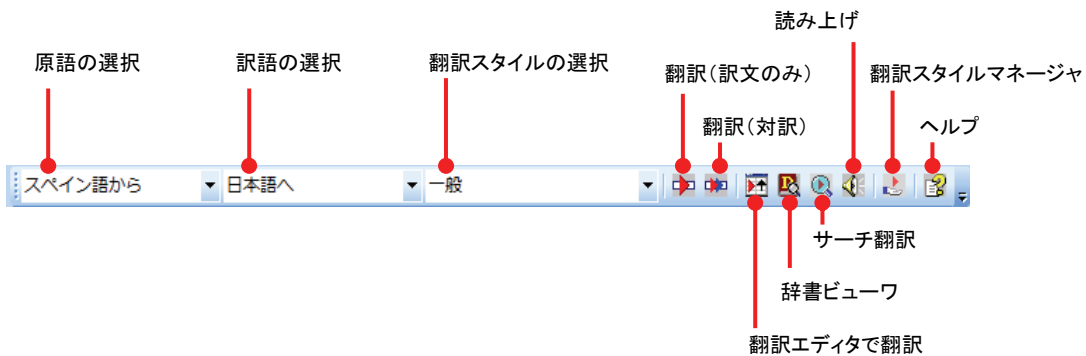 読み上げ
原語の選択
訳語の選択
翻訳スタイルの選択
翻訳(訳文のみ)
翻訳スタイルマネージャ
翻訳(対訳)
ヘルプ
スペイン語から
日本語へ
一般
サーチ翻訳
辞書ビューワ
翻訳エディタで翻訳